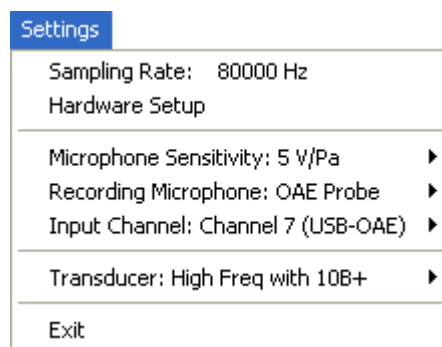 Settings
Sampling Rate: 80000 Hz
Hardware Setup
Microphone Sensitivity: 5 V/Pa
Recording Microphone: OAE Probe
Input Channel: Channel 7 (USB-OAE)
Transducer: High Freq with 10B+
Exit